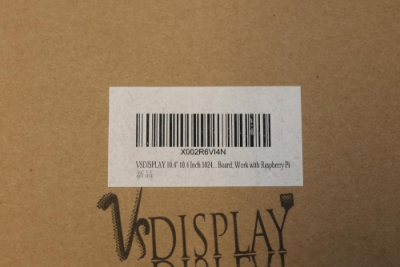 X002R6VI4N
VSDISPLAY 10.4" 10.4 Inch 1024... Board, Work with Raspberry Pi
VSDISPLAY